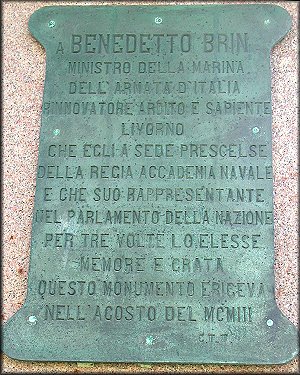 A BENEDETTO BRIN
MINISTRO DELLA MARINA
DELL'ARMATA D'ITALIA
RINNOVATORE ARDITO E SAPIENTE
LIVORNO
CHE EGLI A SEDE PRESCELSE
DELLA REGIA ACCADEMIA NAVALE
E CHE SUO RAPPRESENTANTE
NEL PARLAMENTO DELLA NAZIONE
PER TRE VOLTE LO ELESSE
MEMORE E GRATA
QUESTO MONUMENTO ERIGEVA
NELL'AGOSTO DEL MCMIII